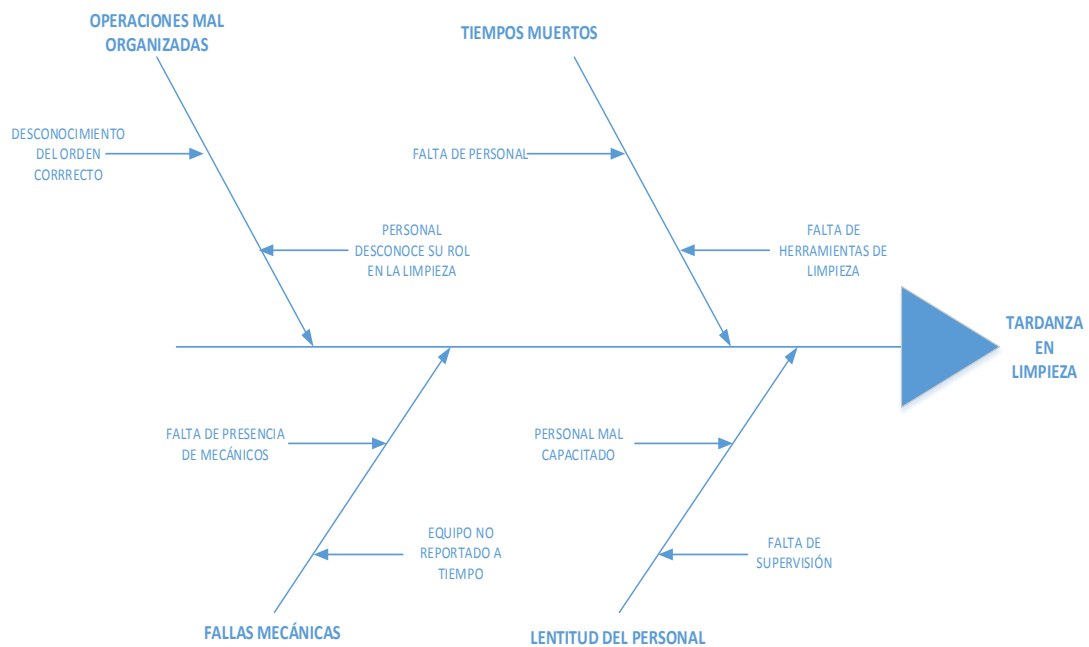 OPERACIONES MAL
ORGANIZADAS
TIEMPOS MUERTOS
DESCONOCIMIENTO
DEL ORDEN
CORRRECTO
FALTA DE PERSONAL
PERSONAL
DESCONOCE SU ROL
EN LA LIMPIEZA
FALTA DE
HERRAMIENTAS DE
LIMPIEZA
TARDANZA
EN
LIMPIEZA
FALTA DE PRESENCIA
DE MECÁNICOS
PERSONAL MAL
CAPACITADO
EQUIPO NO
REPORTADO A
TIEMPO
FALTA DE
SUPERVISIÓN
FALLAS MECÁNICAS
LENTITUD DEL PERSONAL